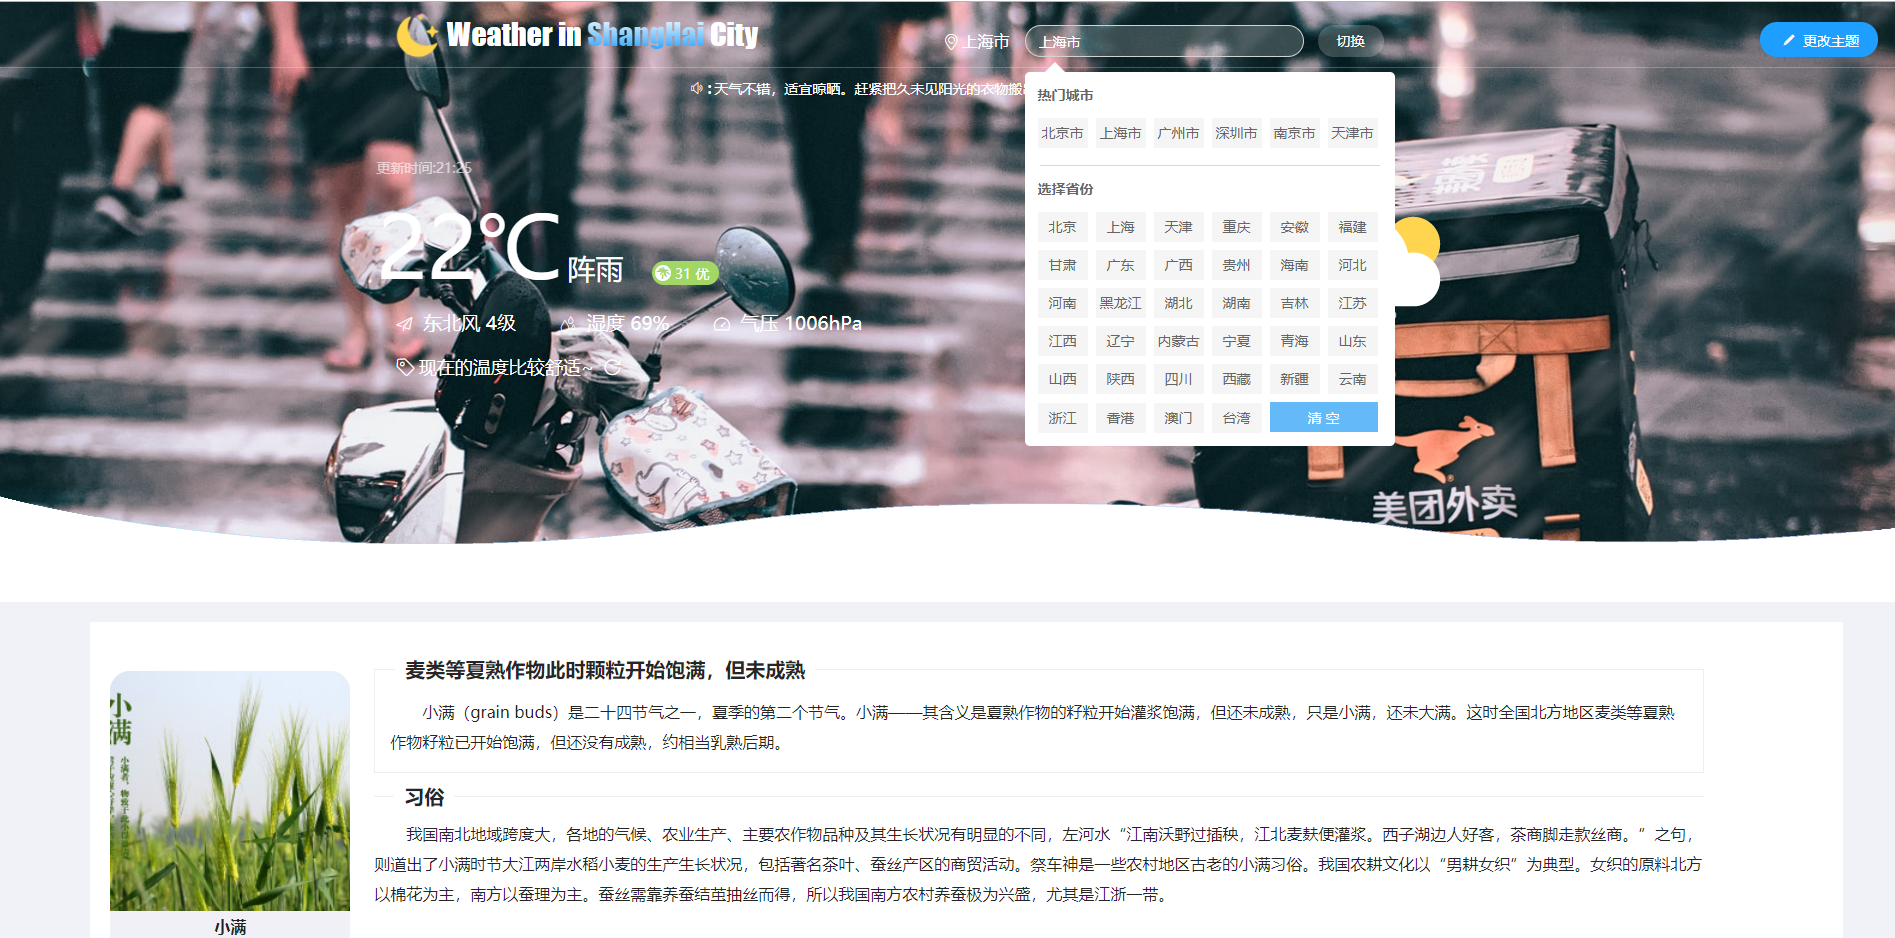 Weather in ShangHai City
上海市
上海市
切换
更改主题
:天气不错，适宜晾晒。赶紧把久未见阳光的衣物搬
热门城市
北京市 上海市 广州市 深圳市 南京市 天津市
选择省份
北京 上海 天津 重庆 安徽 福建
甘肃 广东 广西 贵州 海南 河北
河南 黑龙江 湖北 湖南 吉林 江苏
江西 辽宁 内蒙古 宁夏 青海 山东
山西 陕西 四川 西藏 新疆 云南
浙江 香港 澳门 台湾 清 空
更新时间:21:25
22℃ 阵雨 31 优
东北风 4级 湿度 69% 气压 1006hPa
现在的温度比较舒适~
美团外卖
麦类等夏熟作物此时颗粒开始饱满，但未成熟
小满（grain buds）是二十四节气之一，夏季的第二个节气。小满——其含义是夏熟作物的籽粒开始灌浆饱满，但还未成熟，只是小满，还未大满。这时全国北方地区麦类等夏熟
作物籽粒已开始饱满，但还没有成熟，约相当乳熟后期。
习俗
我国南北地域跨度大，各地的气候、农业生产、主要农作物品种及其生长状况有明显的不同，左河水“江南沃野过插秧，江北麦麸便灌浆。西子湖边人好客，茶商脚走款丝商。”之句，
则道出了小满时节大江两岸水稻小麦的生产生长状况，包括著名茶叶、蚕丝产区的商贸活动。祭车神是一些农村地区古老的小满习俗。我国农耕文化以“男耕女织”为典型。女织的原料北方
以棉花为主，南方以蚕理为主。蚕丝需靠养蚕结茧抽丝而得，所以我国南方农村养蚕极为兴盛，尤其是江浙一带。
小满
小满